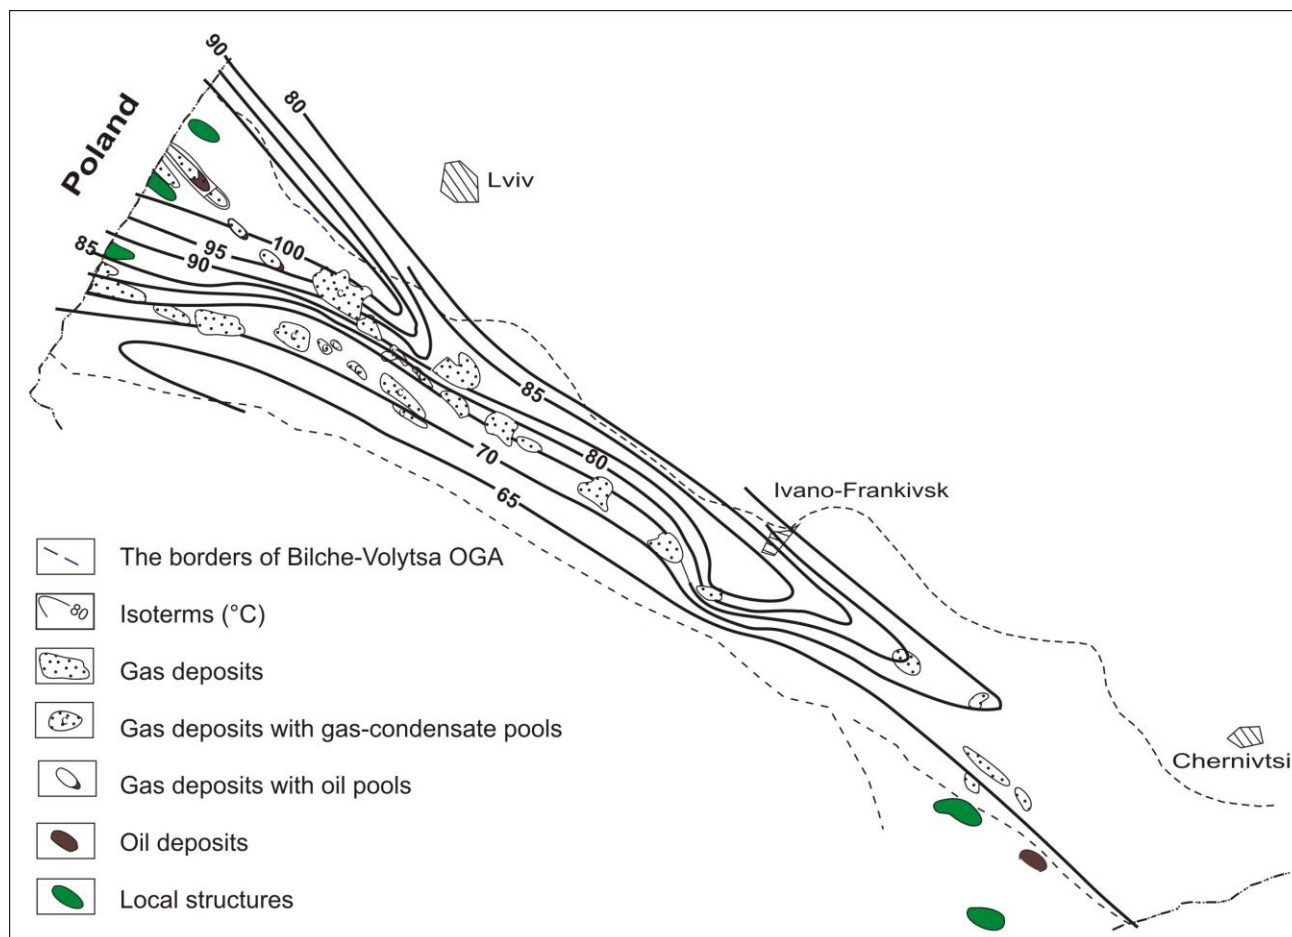 90
80
Poland
Lviv
100
95
85
90
85
80
70
65
Ivano-Frankivsk
Chernivtsi
The borders of Bilche-Volytsa OGA
80
Isoterms (°C)
Gas deposits
Gas deposits with gas-condensate pools
Gas deposits with oil pools
Oil deposits
Local structures